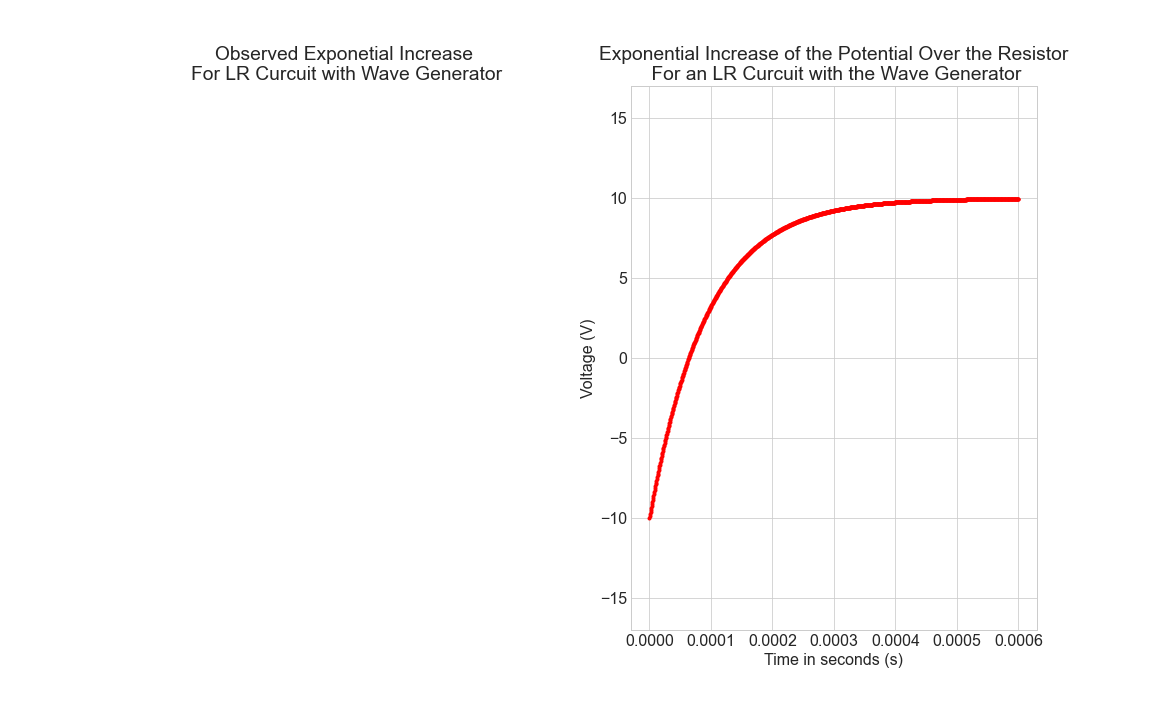 Observed Exponetial Increase
For LR Curcuit with Wave Generator
Exponential Increase of the Potential Over the Resistor
For an LR Curcuit with the Wave Generator
15
10
5
0
−5
−10
−15
Voltage (V)
0.0000 0.0001 0.0002 0.0003 0.0004 0.0005 0.0006
Time in seconds (s)